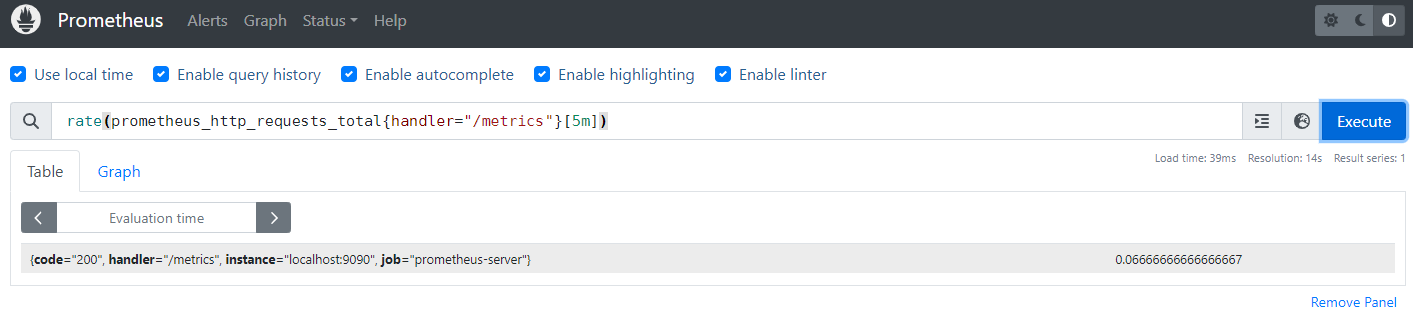 Prometheus Alerts Graph Status Help
Use local time Enable query history Enable autocomplete Enable highlighting Enable linter
rate(prometheus_http_requests_total{handler="/metrics"}[5m]) Execute
Load time: 39ms Resolution: 14s Result series: 1
Table Graph
Evaluation time
{code="200", handler="/metrics", instance="localhost:9090", job="prometheus-server"} 0.06666666666666667
Remove Panel